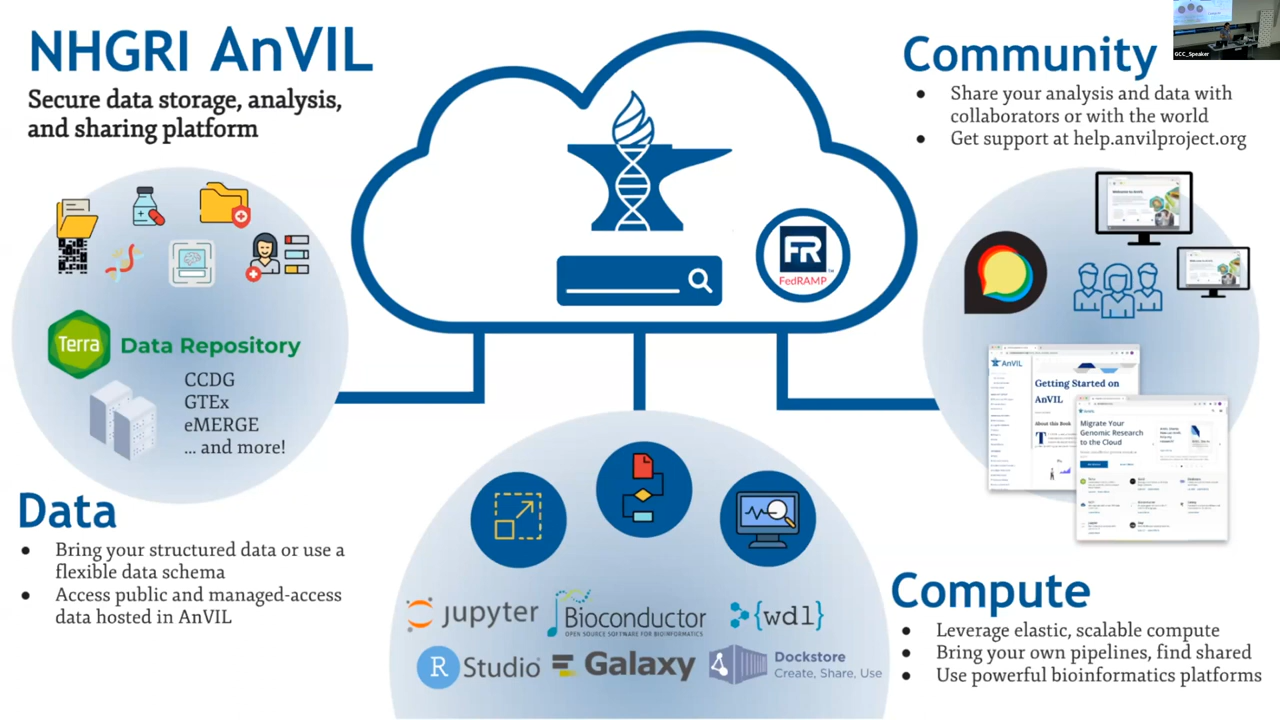 NHGRI AnVIL
Secure data storage, analysis,
and sharing platform
FR
FedRAMP
TM
Community
GCC_Speaker
● Share your analysis and data with
collaborators or with the world
● Get support at help.anvilproject.org
Terra
Data Repository
CCDG
GTEx
eMERGE
... and more!
Data
● Bring your structured data or use a
flexible data schema
● Access public and managed-access
data hosted in AnVIL
AnVIL
Getting Started on
AnVIL
About this Book
Migrate Your
Genomic Research
to the Cloud
jupyter
Bioconductor
OPEN SOURCE SOFTWARE FOR BIOINFORMATICS
{wdl}
R Studio
Galaxy
Dockstore
Create, Share, Use
Compute
● Leverage elastic, scalable compute
● Bring your own pipelines, find shared
● Use powerful bioinformatics platforms